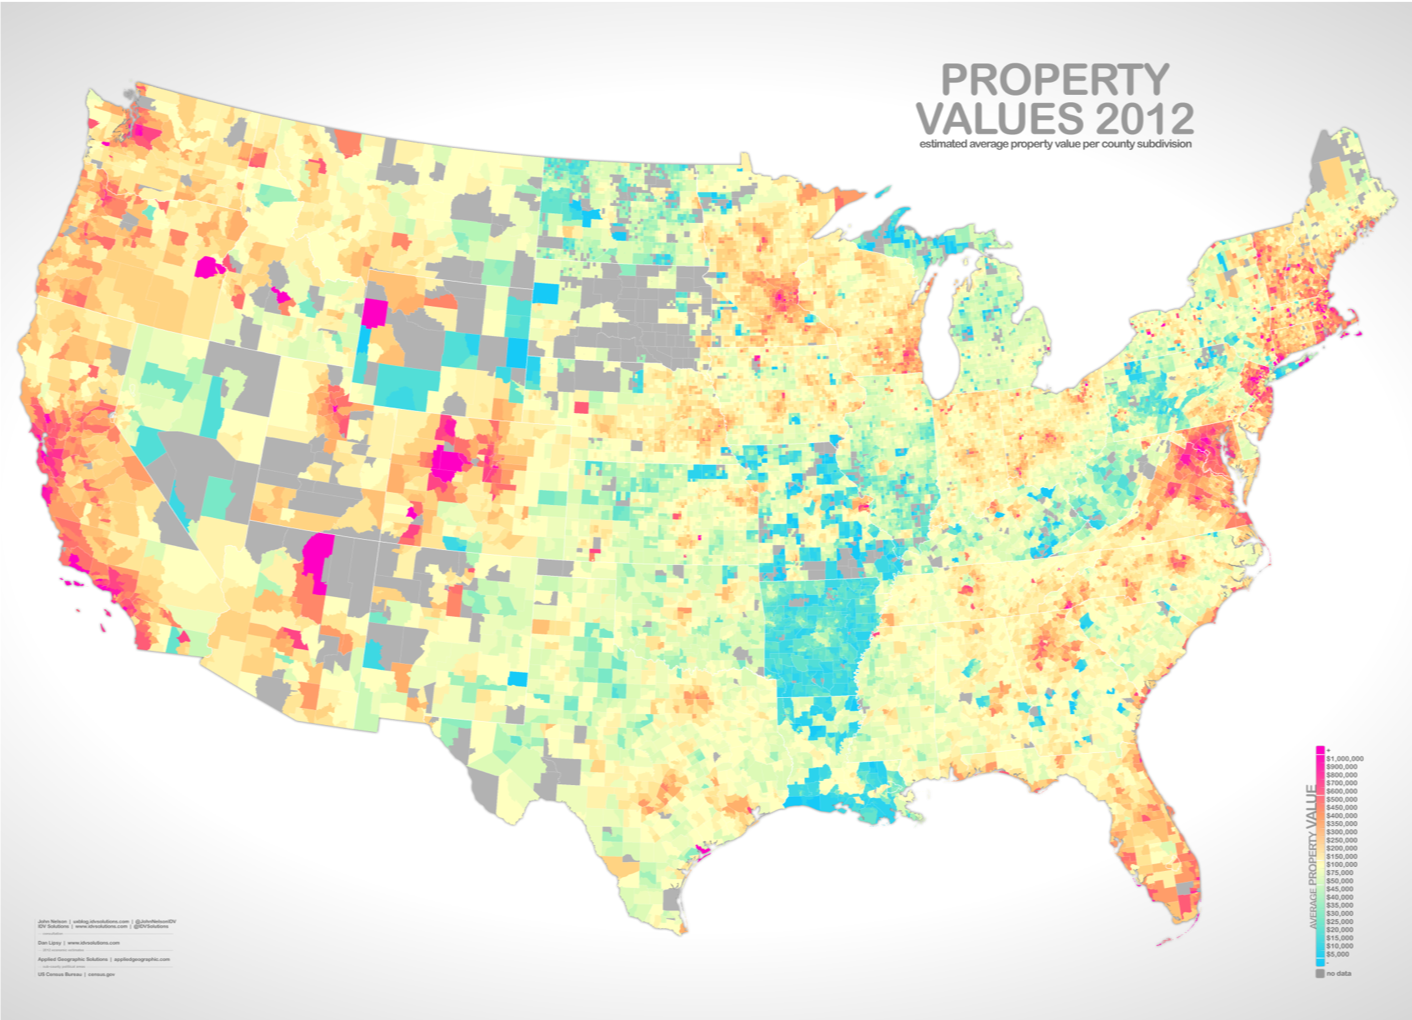 PROPERTY
VALUES 2012
estimated average property value per county subdivision
AVERAGE PROPERTY VALUE
+
$1,000,000
$900,000
$800,000
$700,000
$600,000
$500,000
$450,000
$400,000
$350,000
$300,000
$250,000
$200,000
$150,000
$100,000
$75,000
$50,000
$45,000
$40,000
$35,000
$30,000
$25,000
$20,000
$15,000
$10,000
$5,000
-
no data
John Nelson | uxblog.idvsolutions.com | @JohnNelsonIDV
IDV Solutions | www.idvsolutions.com | @IDVSolutions
Dan Lipsy | www.idvsolutions.com
Applied Geographic Solutions | appliedgeographic.com
US Census Bureau | census.gov